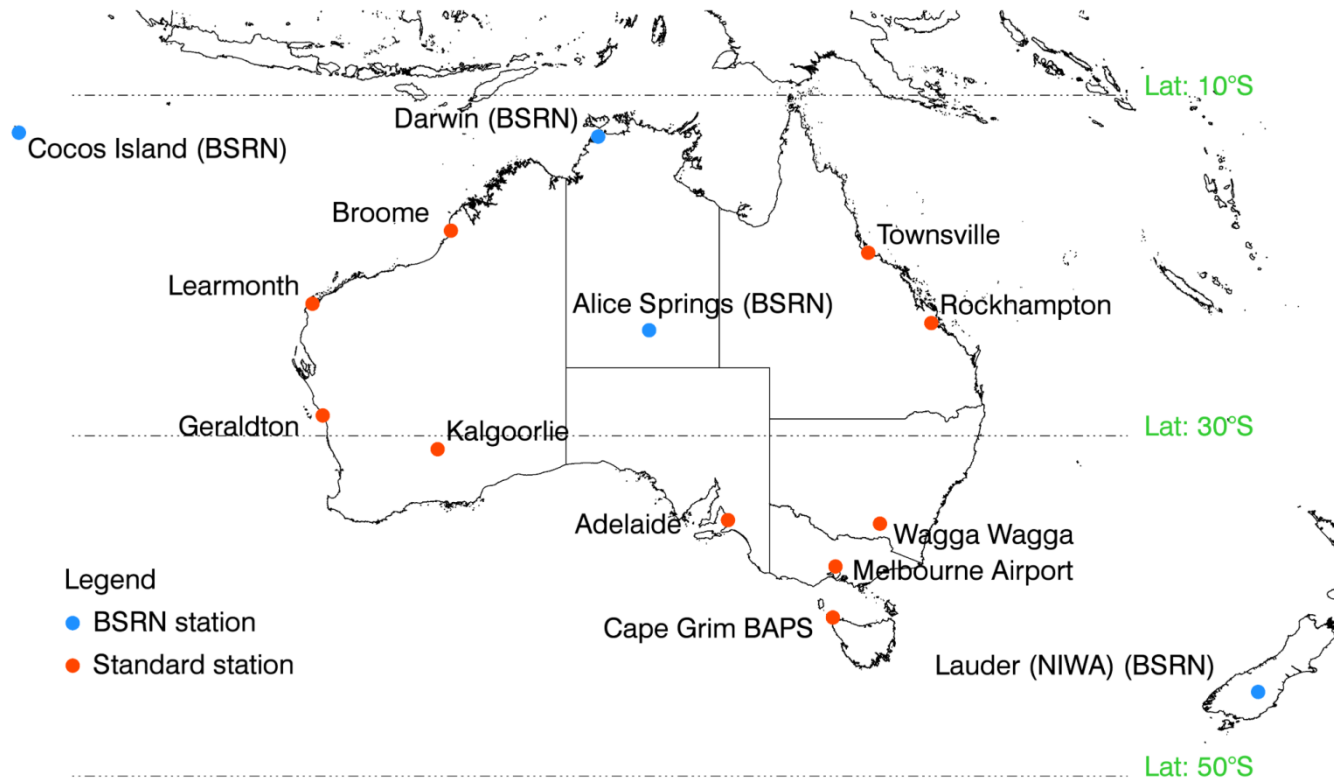 Lat: 10°S
Darwin (BSRN)
Cocos Island (BSRN)
Broome
Townsville
Learmonth
Alice Springs (BSRN)
Rockhampton
Geraldton
Kalgoorlie
Lat: 30°S
Adelaide
Wagga Wagga
Melbourne Airport
Legend
BSRN station
Cape Grim BAPS
Standard station
Lauder (NIWA) (BSRN)
Lat: 50°S